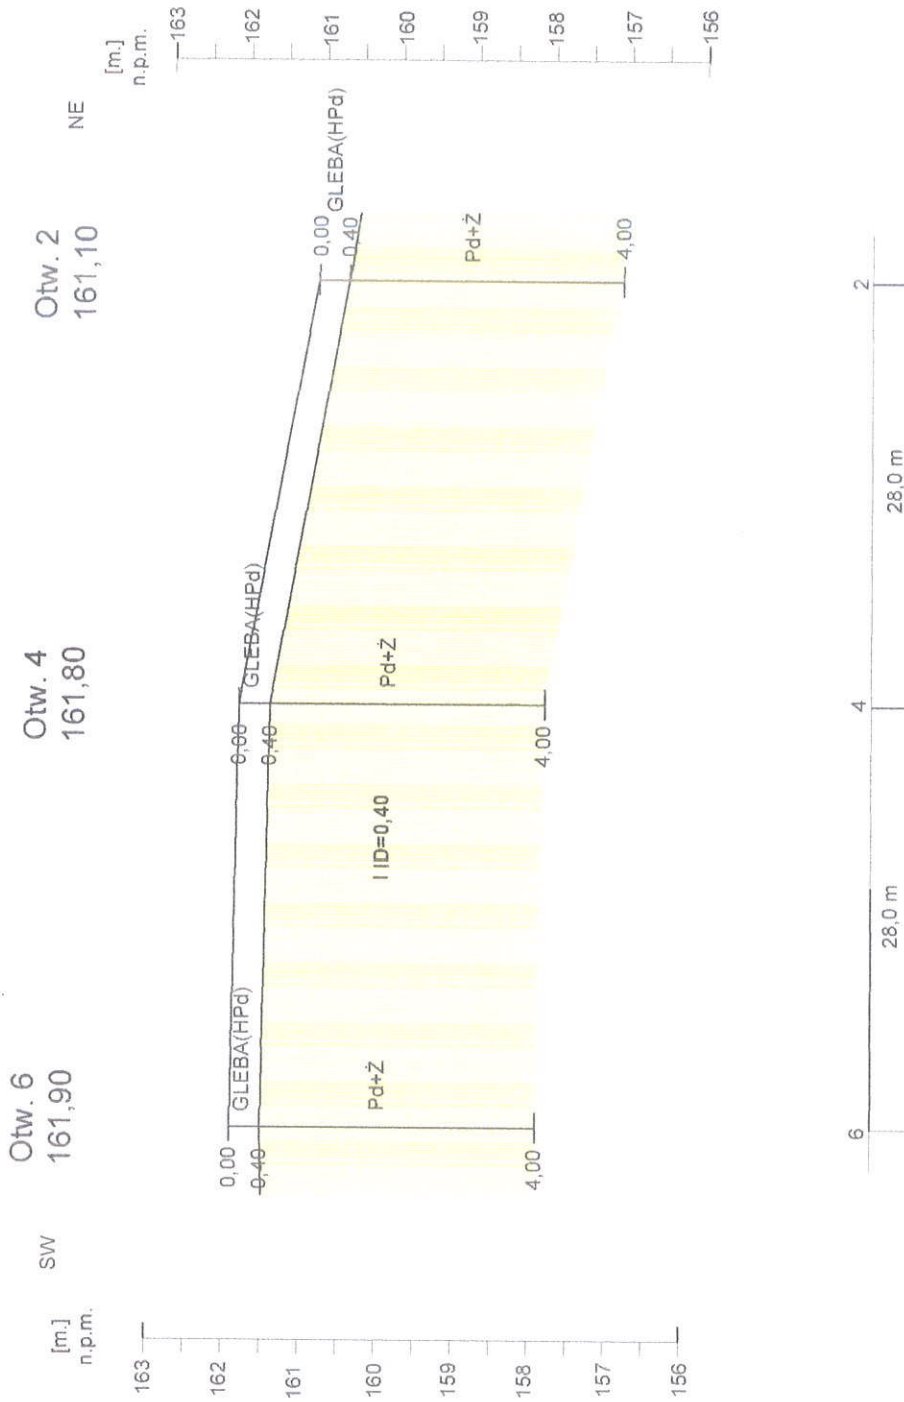 Otw. 6
161,90
Otw. 4
161,80
Otw. 2
161,10
[m.]
n.p.m.
SW
NE
[m.]
n.p.m.
163
162
161
160
159
158
157
156
0,00
0,40
GLEBA(HPd)
Pd+Ż
4,00
I ID=0,40
0,00
0,40
GLEBA(HPd)
Pd+Ż
4,00
0,00
0,40
GLEBA(HPd)
Pd+Ż
4,00
163
162
161
160
159
158
157
156
6
28,0 m
4
28,0 m
2